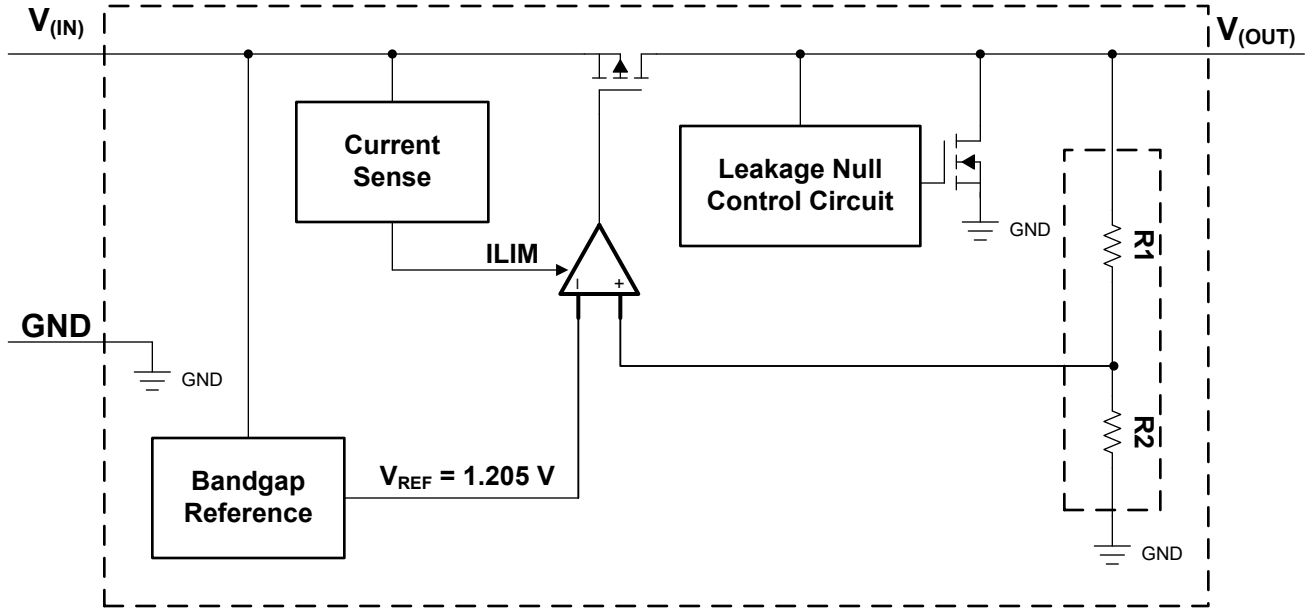 V(IN)
V(OUT)
Current
Sense
Leakage Null
Control Circuit
GND
R1
ILIM
- +
GND
GND
R2
Bandgap
Reference
VREF = 1.205 V
GND